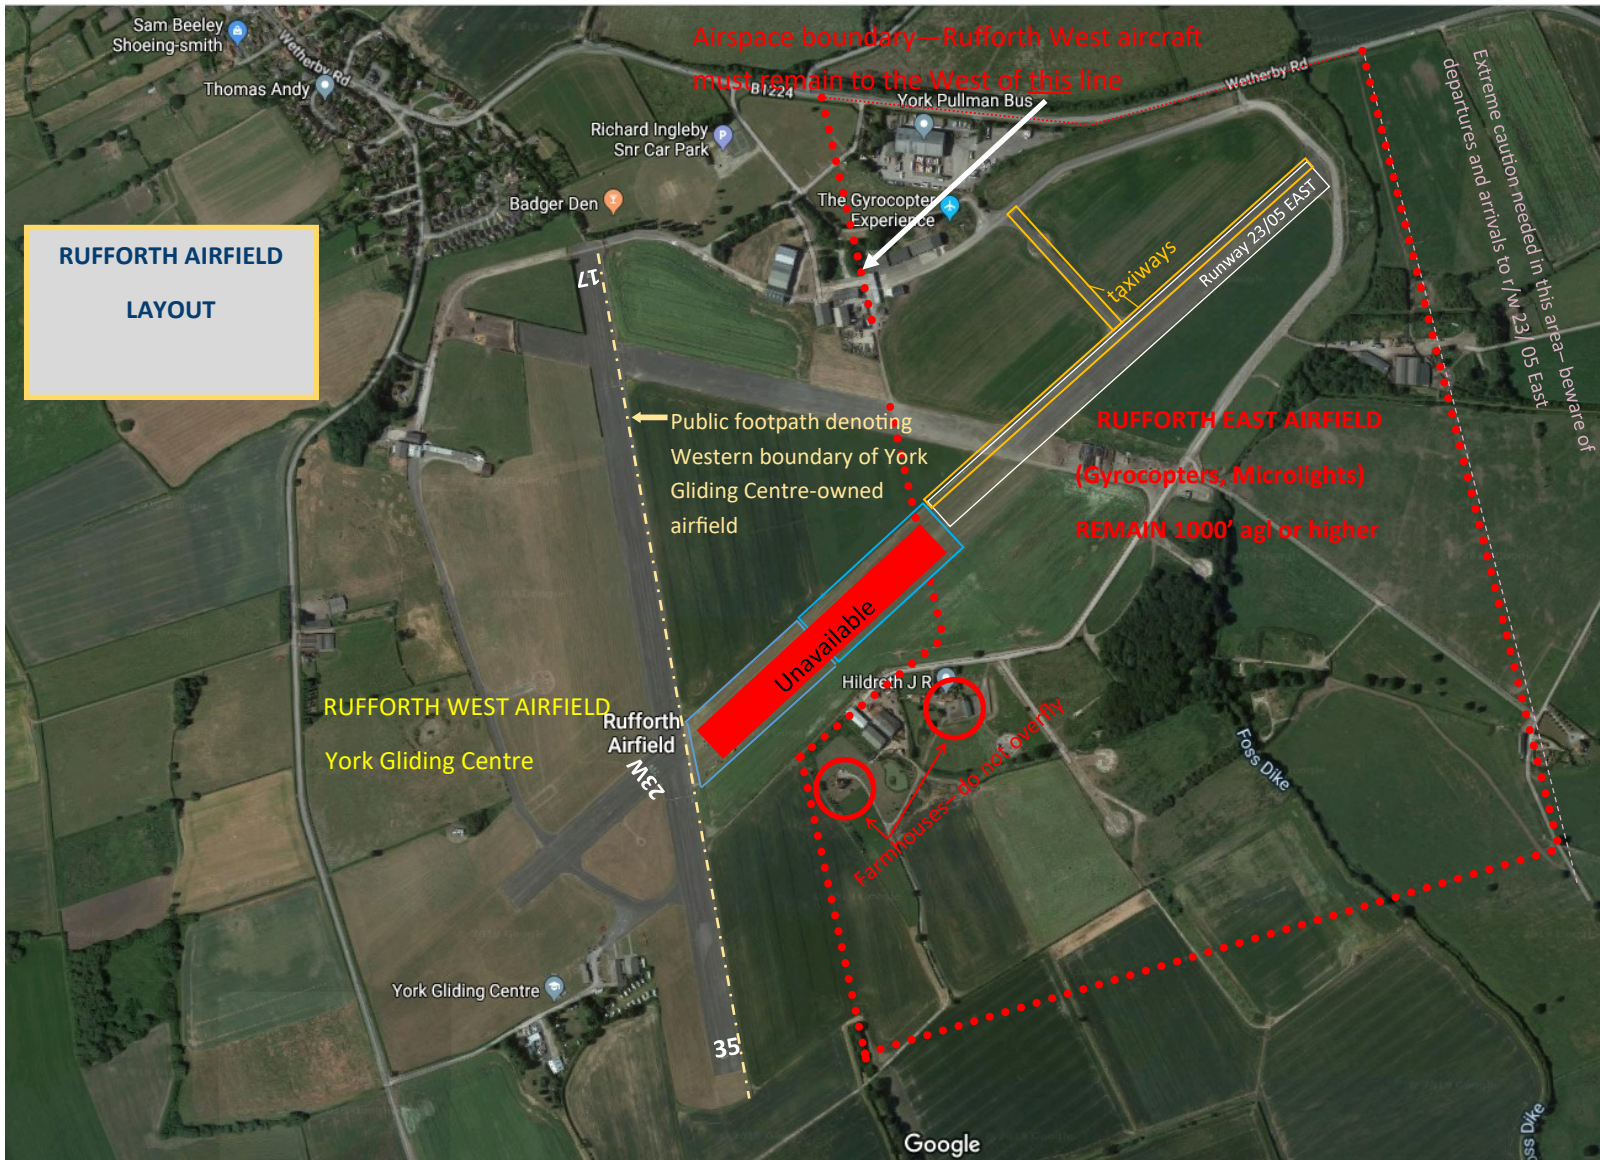 Sam Beeley
Shoeing-smith
Wetherby Rd
Thomas Andy
Airspace boundary—Rufforth West aircraft
must remain to the West of this line
B1224
York Pullman Bus
Wetherby Rd
Richard Ingleby
Snr Car Park
Badger Den
The Gyrocopter
Experience
Extreme caution needed in this area– beware of
departures and arrivals to r/w 23/ 05 East
RUFFORTH AIRFIELD
LAYOUT
17
taxiways
Runway 23/05 EAST
Public footpath denoting
Western boundary of York
Gliding Centre-owned
airfield
RUFFORTH EAST AIRFIELD
(Gyrocopters, Microlights)
REMAIN 1000’ agl or higher
Unavailable
Hildreth J R
RUFFORTH WEST AIRFIELD
York Gliding Centre
Rufforth
Airfield
23W
Farmhouses– do not overfly
Foss Dike
York Gliding Centre
35
Google
ss Dike